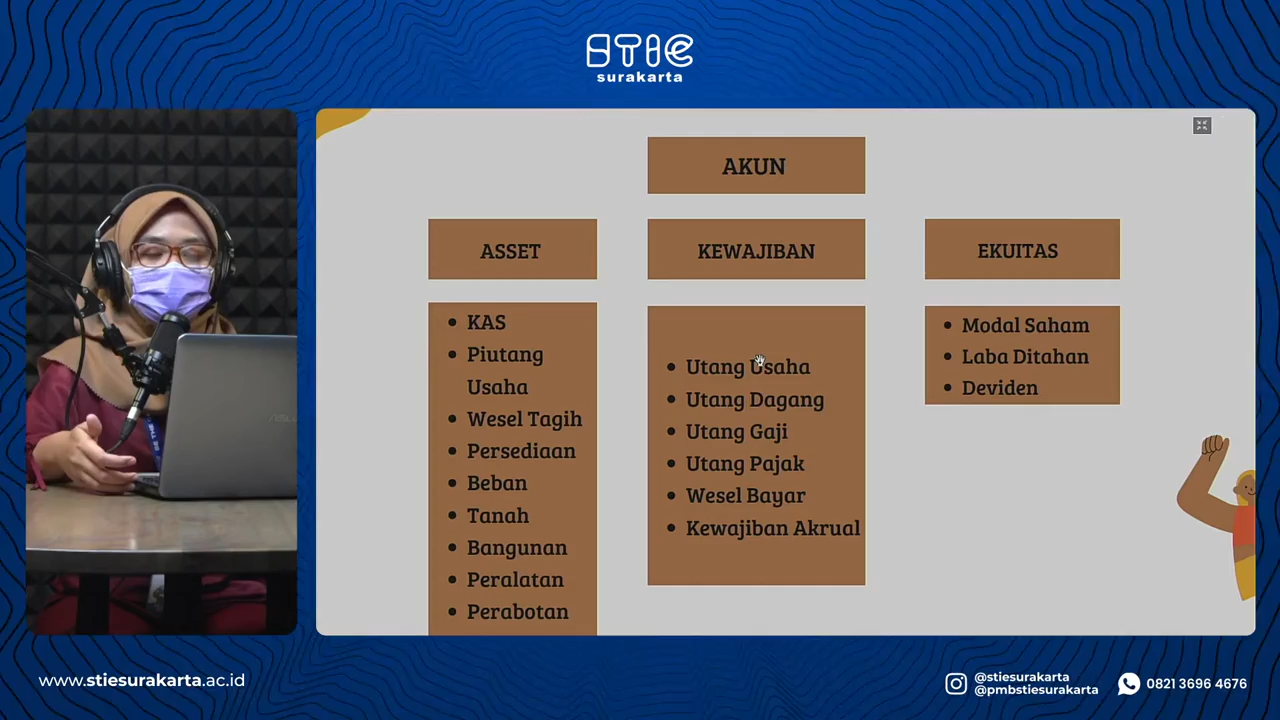 STIE
surakarta
AKUN
ASSET
KEWAJIBAN
EKUITAS
• KAS
• Piutang
Usaha
• Wesel Tagih
• Persediaan
• Beban
• Tanah
• Bangunan
• Peralatan
• Perabotan
• Utang Usaha
• Utang Dagang
• Utang Gaji
• Utang Pajak
• Wesel Bayar
• Kewajiban Akrual
• Modal Saham
• Laba Ditahan
• Deviden
www.stiesurakarta.ac.id
@stiesurakarta
@pmbstiesurakarta
0821 3696 4676